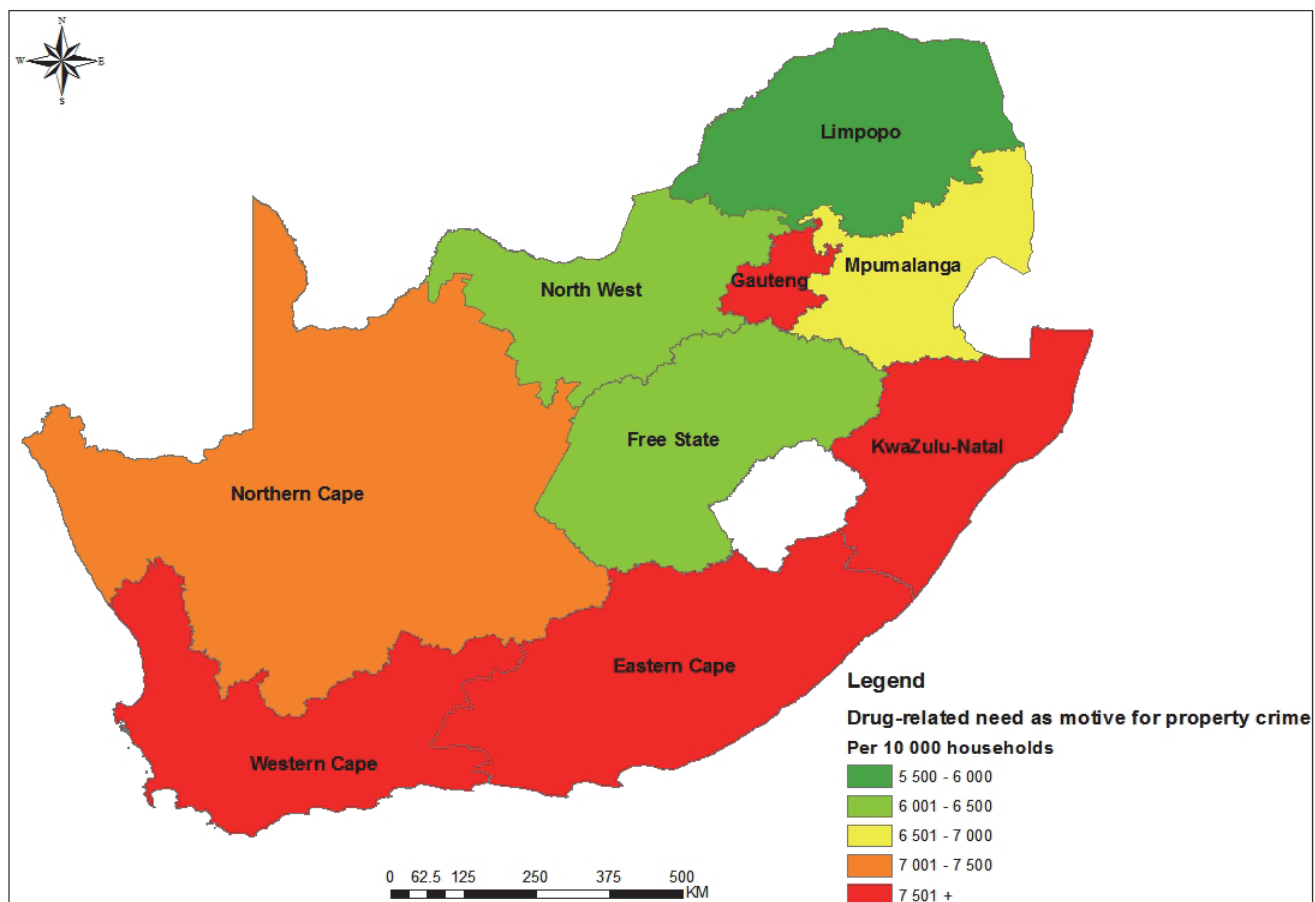 N
W E
S
Limpopo
Mpumalanga
Gauteng
North West
Free State
KwaZulu-Natal
Northern Cape
Eastern Cape
Western Cape
Legend
Drug-related need as motive for property crime
Per 10 000 households
5 500 - 6 000
6 001 - 6 500
6 501 - 7 000
7 001 - 7 500
7 501 +
0 62.5 125 250 375 500
KM